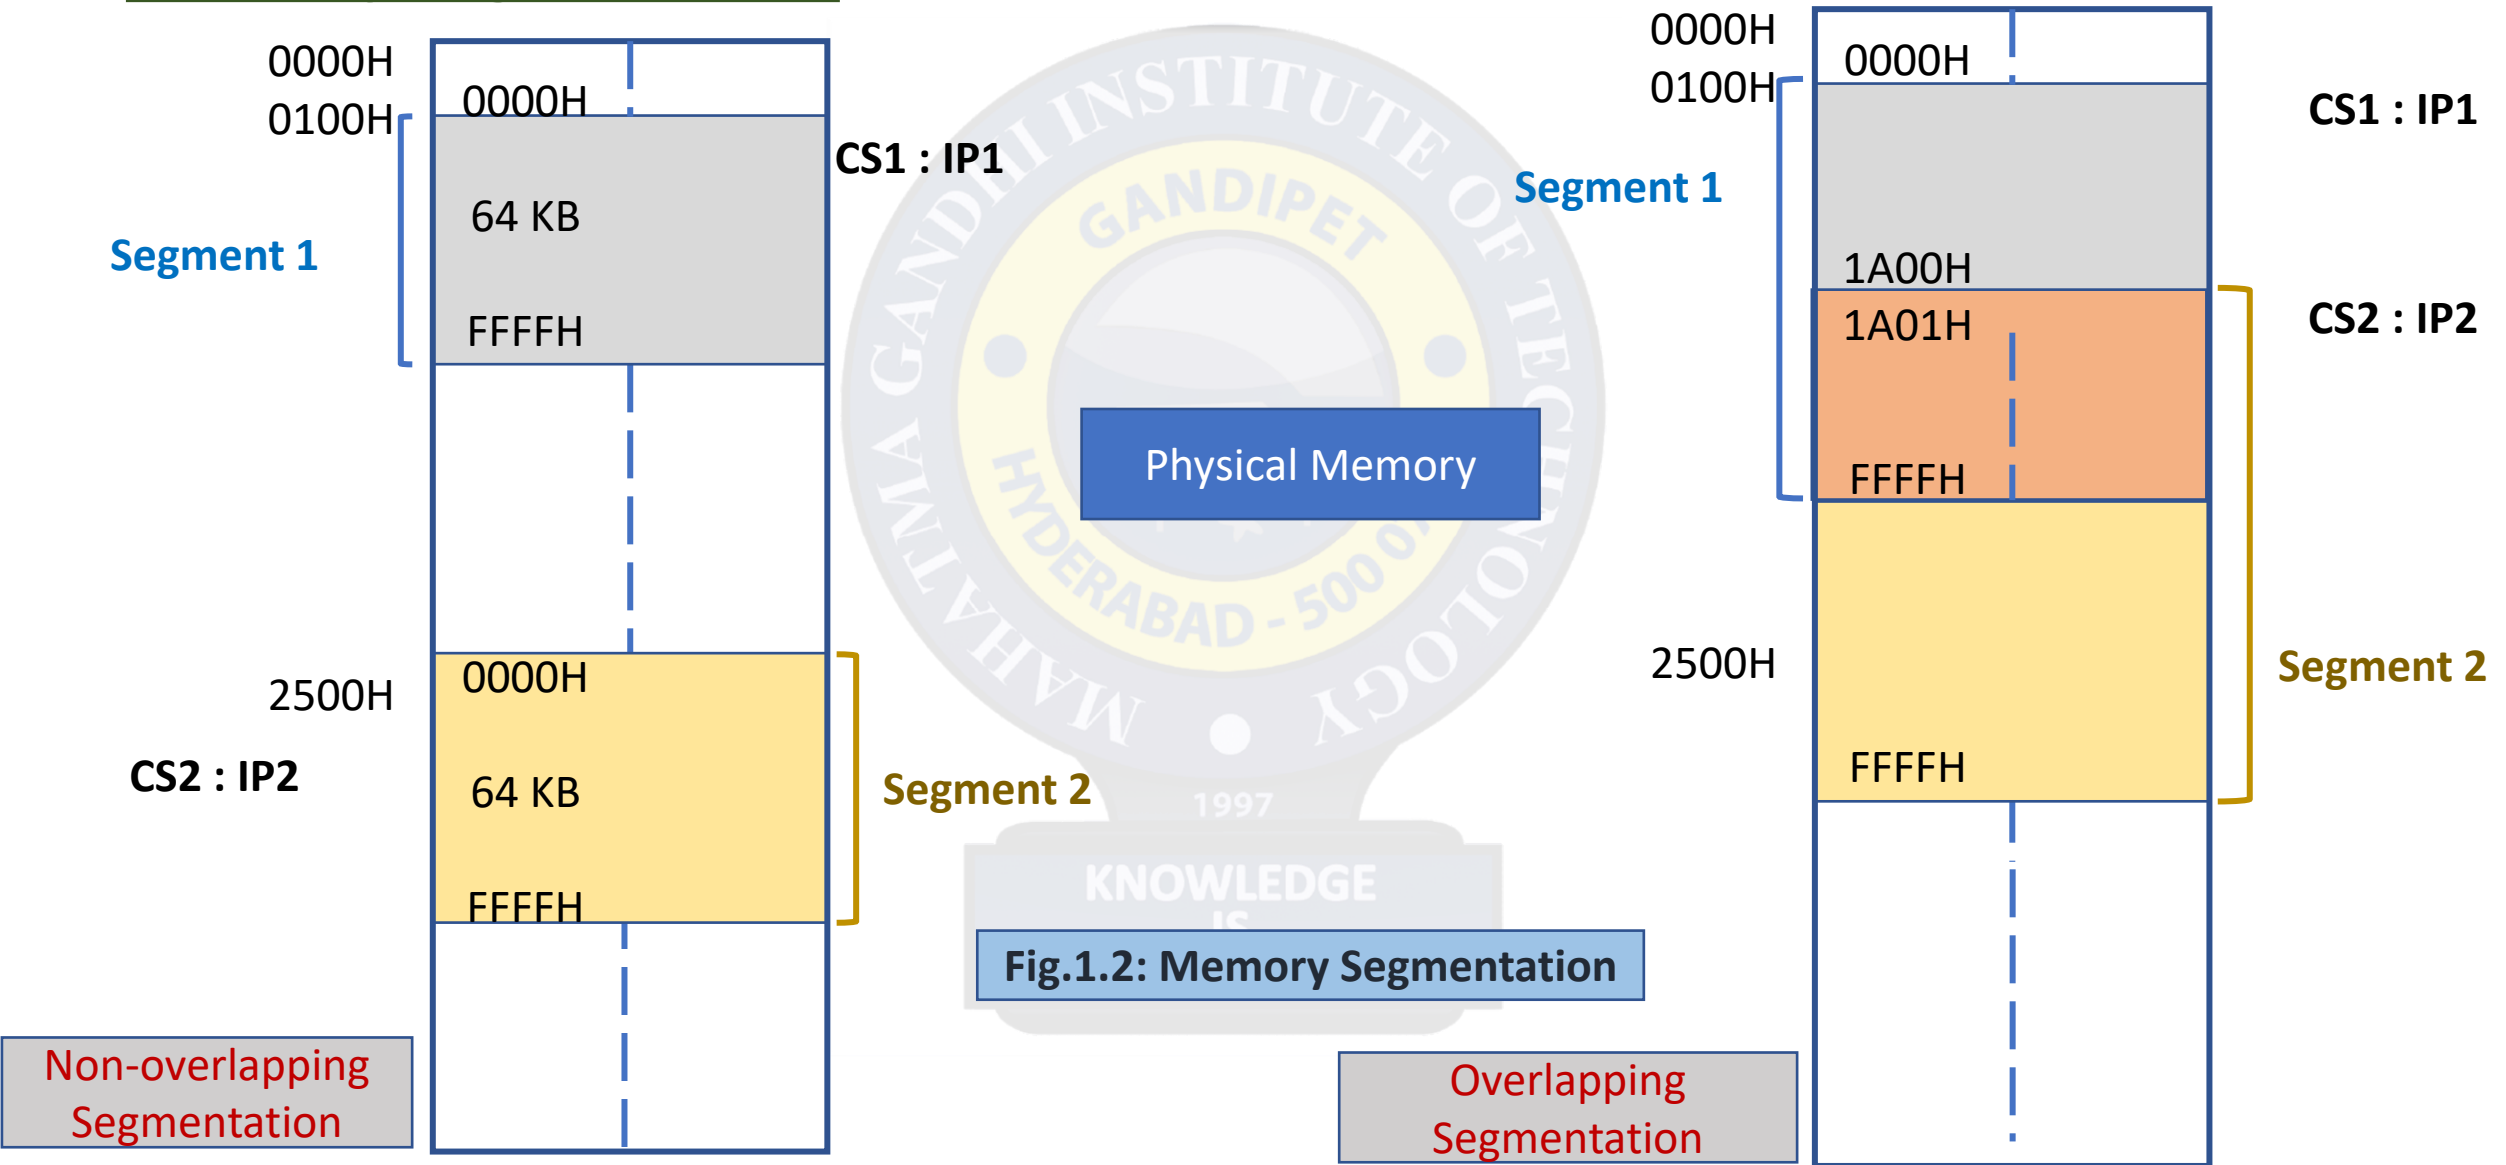 0000H
0100H
0000H
64 KB
FFFFH
Segment 1
CS1 : IP1
2500H
0000H
64 KB
FFFFH
CS2 : IP2
Segment 2
Non-overlapping
Segmentation
MAHATMA GANDHI INSTITUTE OF TECHNOLOGY
GANDIPET
HYDERABAD - 500 07
1997
KNOWLEDGE
IS
Physical Memory
Fig.1.2: Memory Segmentation
0000H
0100H
0000H
CS1 : IP1
Segment 1
1A00H
1A01H
CS2 : IP2
FFFFH
2500H
Segment 2
FFFFH
Overlapping
Segmentation